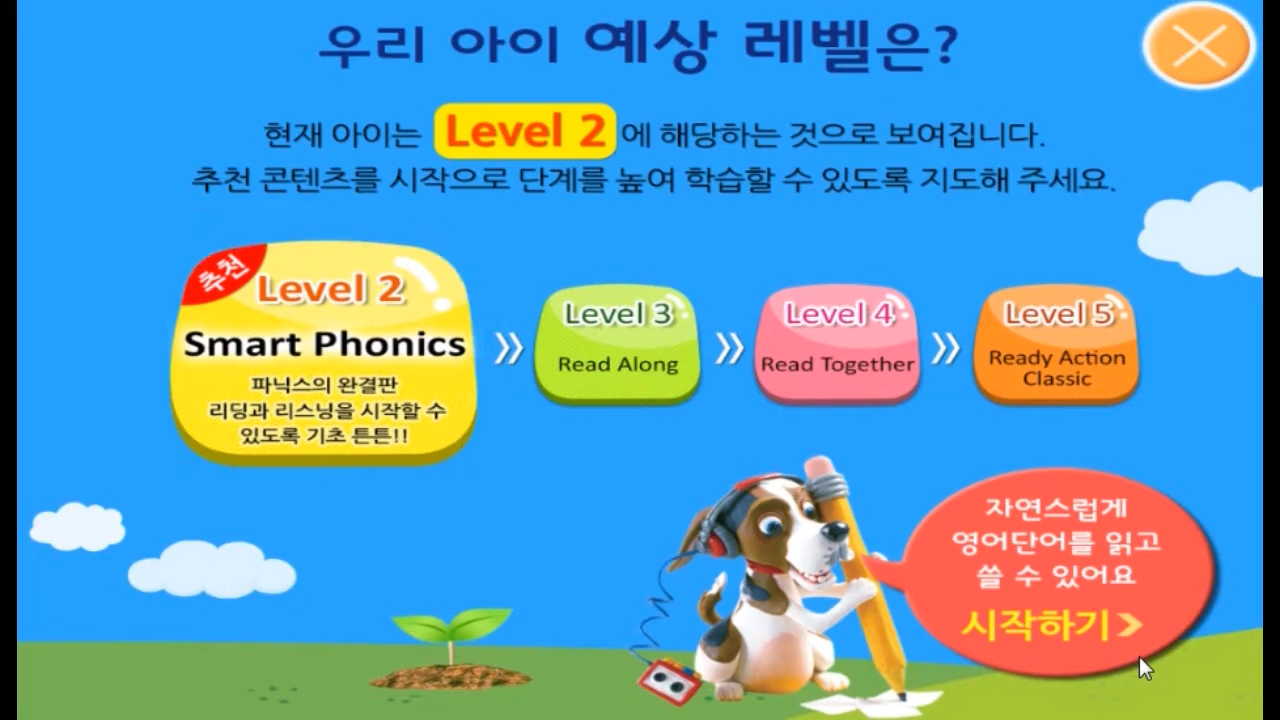 우리 아이 예상 레벨은?
현재 아이는 Level 2 에 해당하는 것으로 보여집니다.
추천 콘텐츠를 시작으로 단계를 높여 학습할 수 있도록 지도해 주세요.
추천
Level 2
Smart Phonics
파닉스의 완결판
리딩과 리스닝을 시작할 수
있도록 기초 튼튼!!
Level 3
Read Along
Level 4
Read Together
Level 5
Ready Action
Classic
자연스럽게
영어단어를 읽고
쓸 수 있어요
시작하기